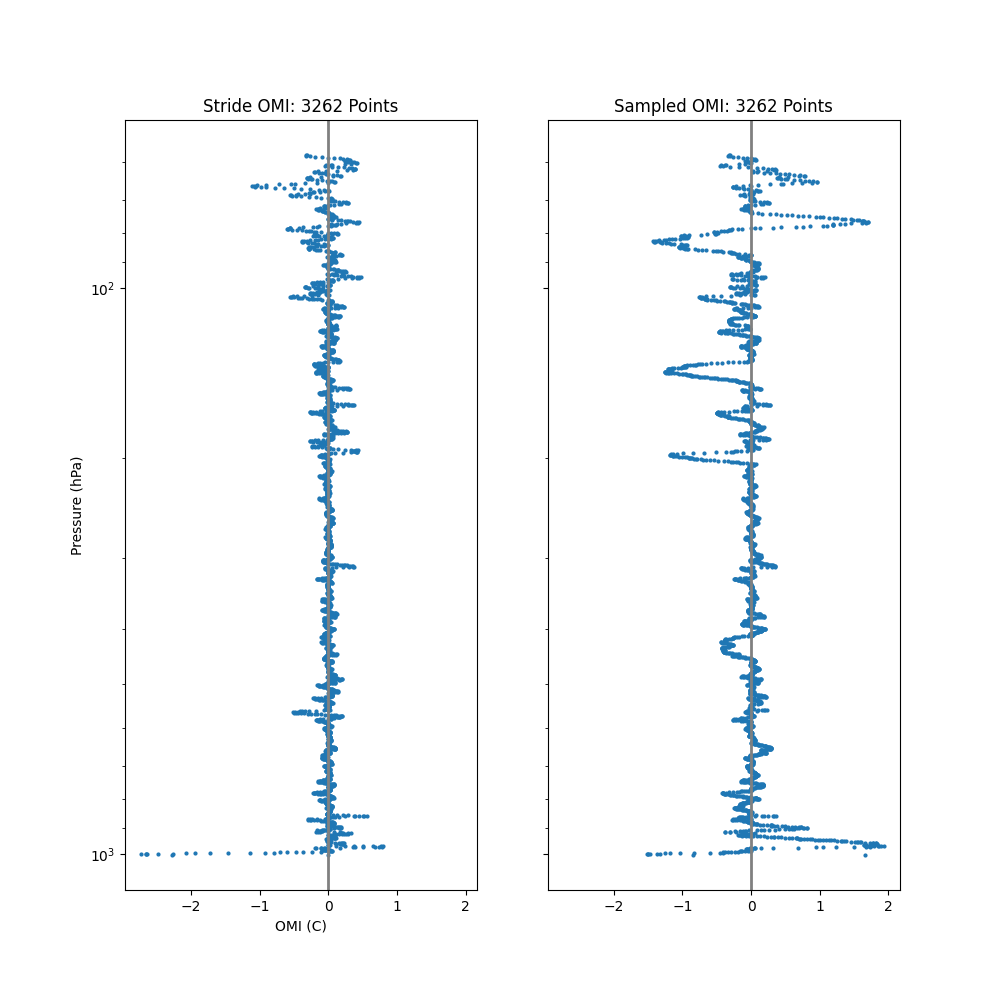 Stride OMI: 3262 Points
Sampled OMI: 3262 Points
Pressure (hPa)
10²
10³
−2 −1 0 1 2
−2 −1 0 1 2
OMI (C)